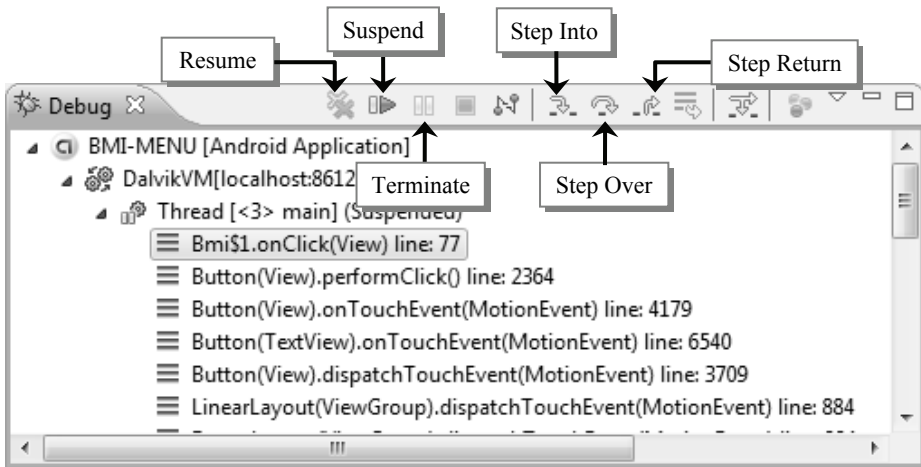 Suspend
Step Into
Resume
Step Return
Debug
BMI-MENU [Android Application]
DalvikVM[localhost:8612
Terminate
Step Over
Thread [<3> main] (Suspended)
Bmi$1.onClick(View) line: 77
Button(View).performClick() line: 2364
Button(View).onTouchEvent(MotionEvent) line: 4179
Button(TextView).onTouchEvent(MotionEvent) line: 6540
Button(View).dispatchTouchEvent(MotionEvent) line: 3709
LinearLayout(ViewGroup).dispatchTouchEvent(MotionEvent) line: 884